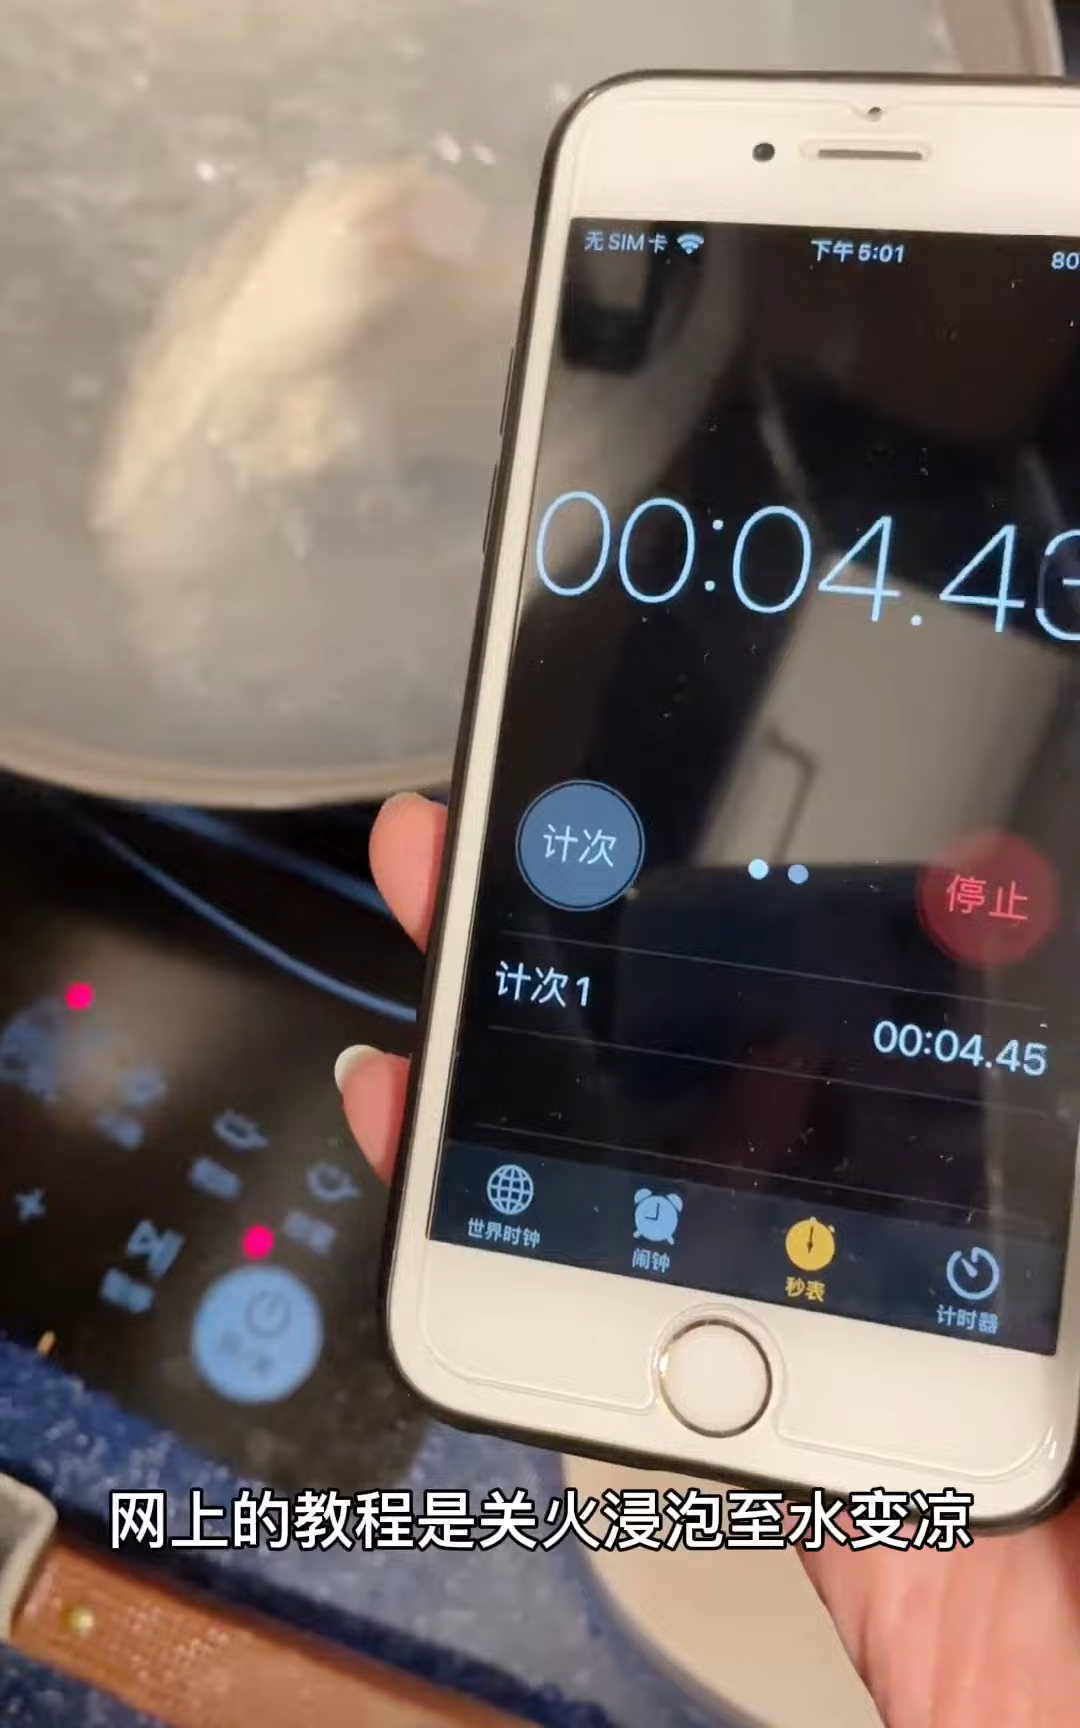 无SIM卡
下午5:01
80
00:04.43
计次
停止
计次1
00:04.45
世界时钟
闹钟
秒表
计时器
网上的教程是关火浸泡至水变凉